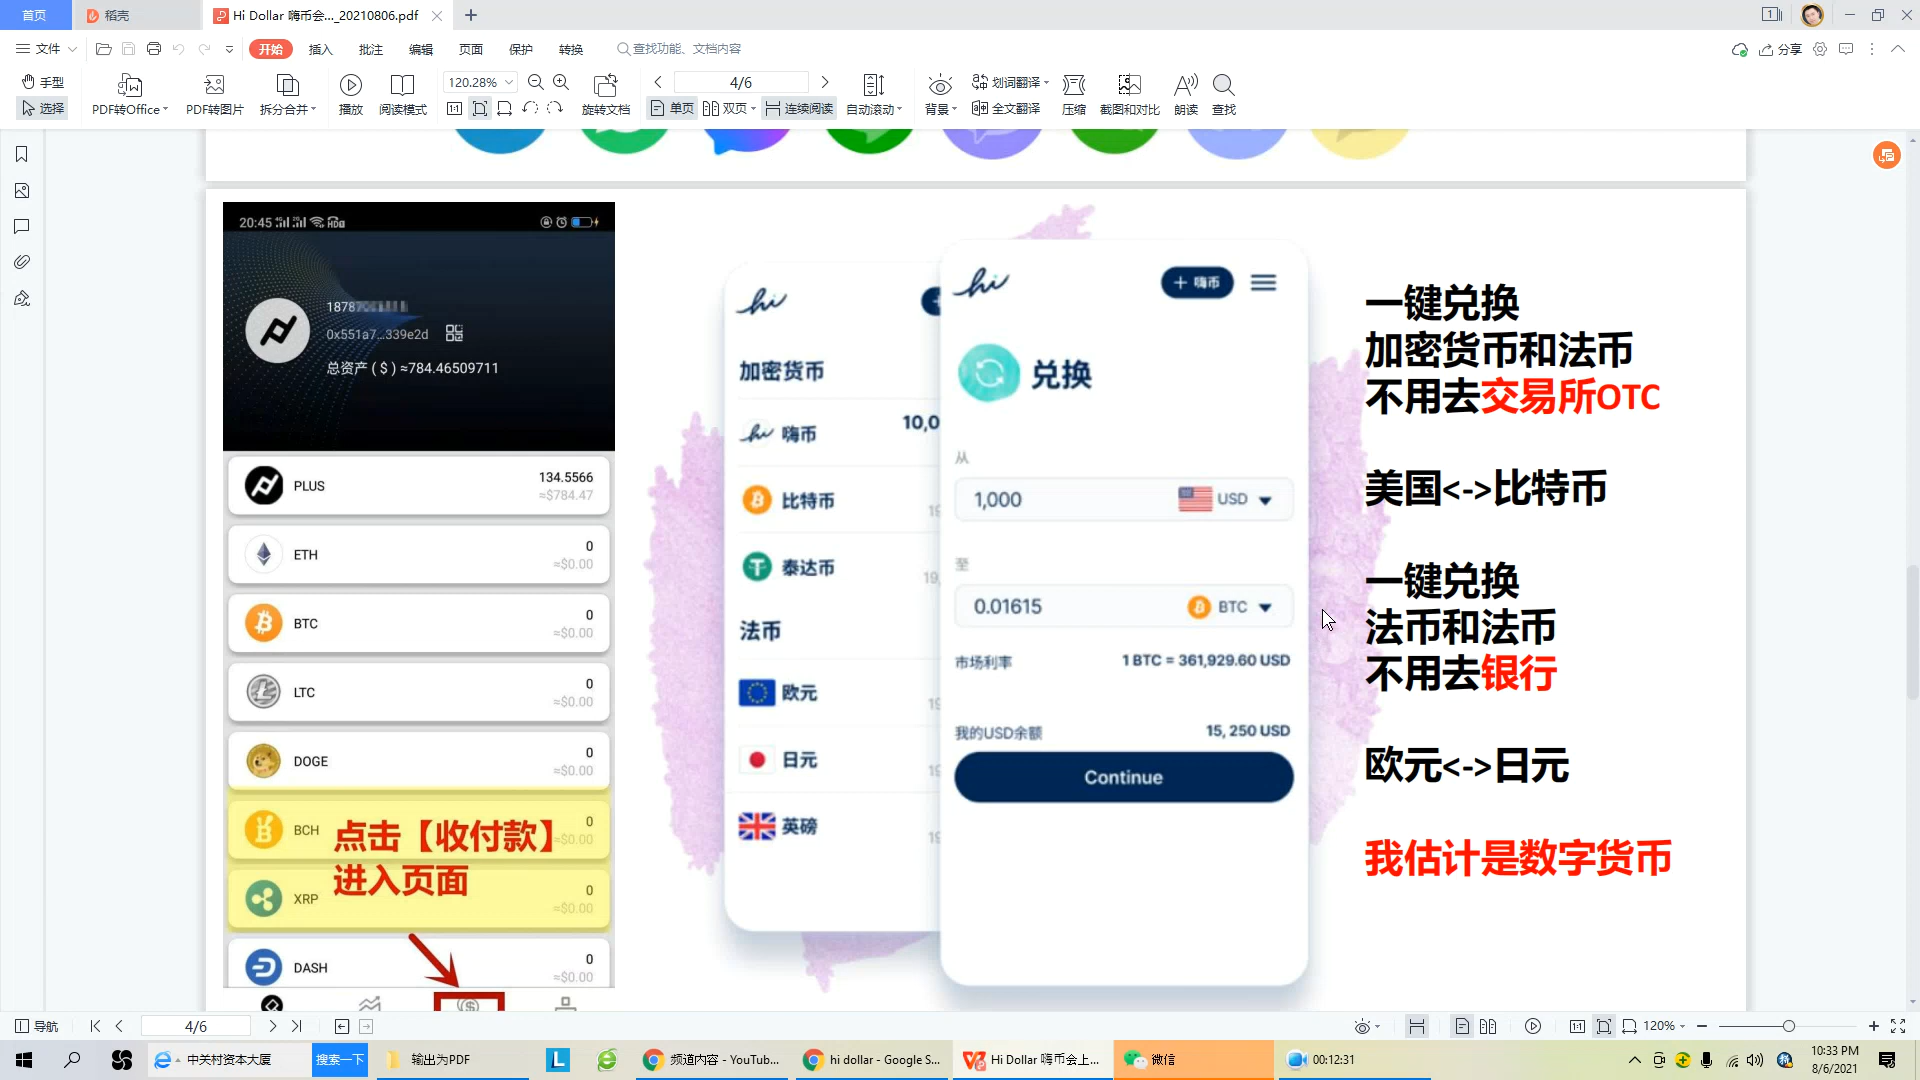 首页
稻壳
Hi Dollar 嗨币会..._20210806.pdf
文件
开始
插入
批注
编辑
页面
保护
转换
查找功能、文档内容
分享
手型
选择
PDF转Office
PDF转图片
拆分合并
播放
阅读模式
120.28%
旋转文档
4/6
单页
双页
连续阅读
自动滚动
背景
划词翻译
全文翻译
压缩
截图和对比
朗读
查找
20:45
0x551a7...339e2d
总资产 ( $ ) ≈784.46509711
PLUS
134.5566
≈$784.47
ETH
0
≈$0.00
BTC
0
≈$0.00
LTC
0
≈$0.00
DOGE
0
≈$0.00
BCH
0
≈$0.00
XRP
0
≈$0.00
DASH
0
≈$0.00
点击【收付款】
进入页面
hi
加密货币
hi 嗨币
10,0
比特币
泰达币
19,
法币
欧元
日元
英磅
hi
+ 嗨币
兑换
从
1,000
USD
至
0.01615
BTC
市场利率
1 BTC = 361,929.60 USD
我的USD余额
15, 250 USD
Continue
一键兑换
加密货币和法币
不用去交易所OTC
美国<->比特币
一键兑换
法币和法币
不用去银行
欧元<->日元
我估计是数字货币
导航
4/6
120%
中关村资本大厦
搜索一下
输出为PDF
频道内容 - YouTub...
hi dollar - Google S...
Hi Dollar 嗨币会上...
微信
00:12:31
10:33 PM
8/6/2021